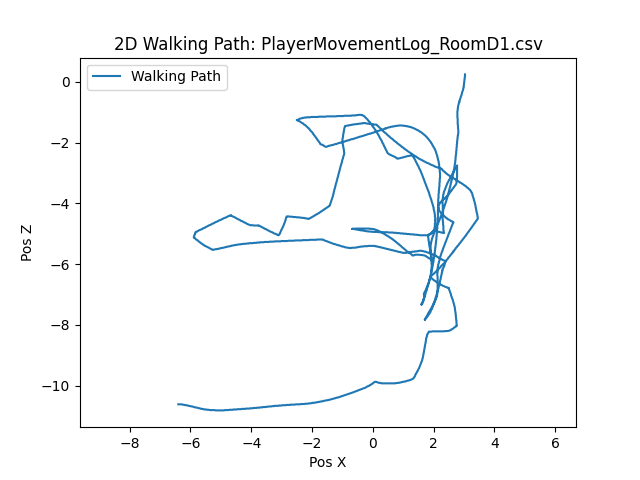 2D Walking Path: PlayerMovementLog_RoomD1.csv
Walking Path
0
−2
−4
−6
−8
−10
Pos Z
−8 −6 −4 −2 0 2 4 6
Pos X